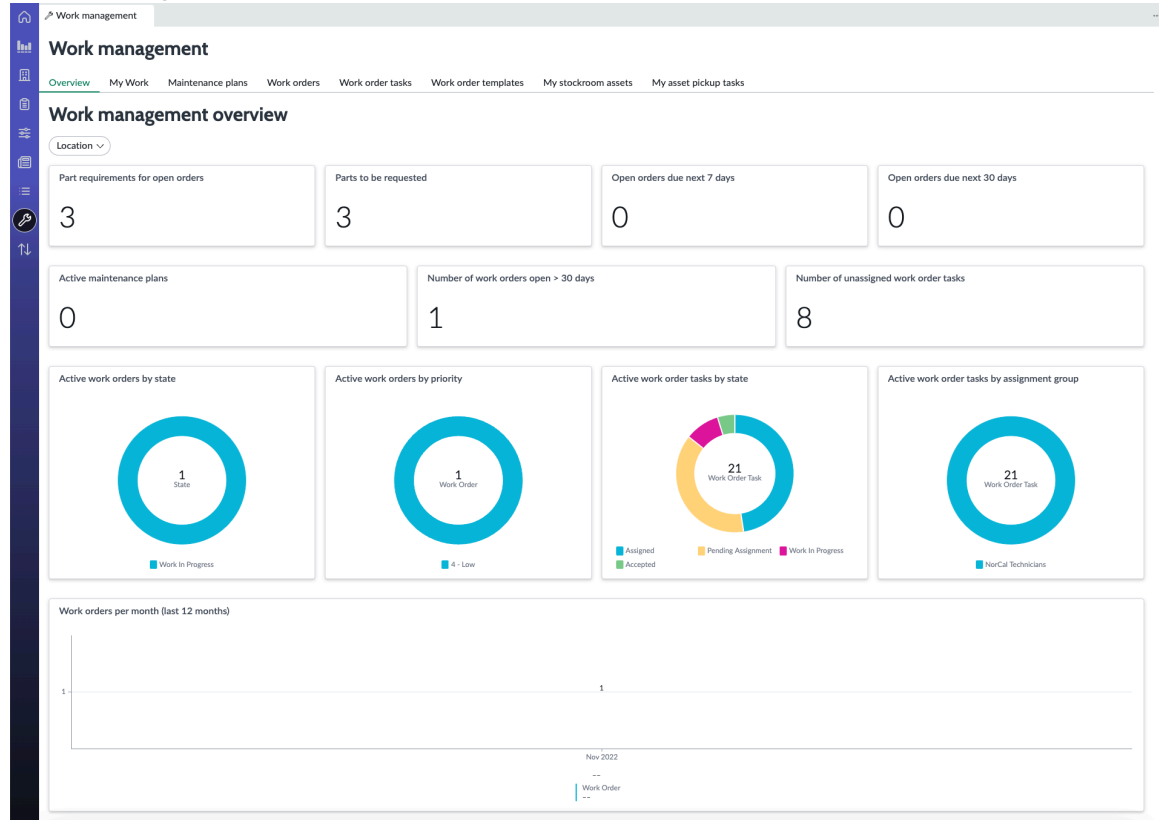 Work management
Work management
Overview My Work Maintenance plans Work orders Work order tasks Work order templates My stockroom assets My asset pickup tasks
Work management overview
Location
Part requirements for open orders
3
Parts to be requested
3
Open orders due next 7 days
0
Open orders due next 30 days
0
Active maintenance plans
0
Number of work orders open > 30 days
1
Number of unassigned work order tasks
8
Active work orders by state
1
State
Work In Progress
Active work orders by priority
1
Work Order
4 - Low
Active work order tasks by state
21
Work Order Task
Assigned Pending Assignment Work In Progress
Accepted
Active work order tasks by assignment group
21
Work Order Task
NorCal Technicians
Work orders per month (last 12 months)
1
1
Nov 2022
--
Work Order
--